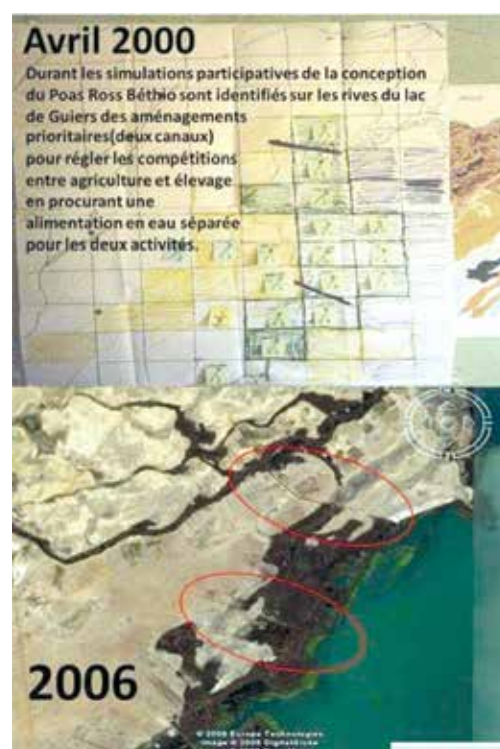 Avril 2000
Durant les simulations participatives de la conception
du Poas Ross Béthio sont identifiés sur les rives du lac
de Guiers des aménagements
prioritaires(deux canaux)
pour régler les compétitions
entre agriculture et élevage
en procurant une
alimentation en eau séparée
pour les deux activités.
2006
© 2006 Europa Technologies
Image © 2006 DigitalGlobe